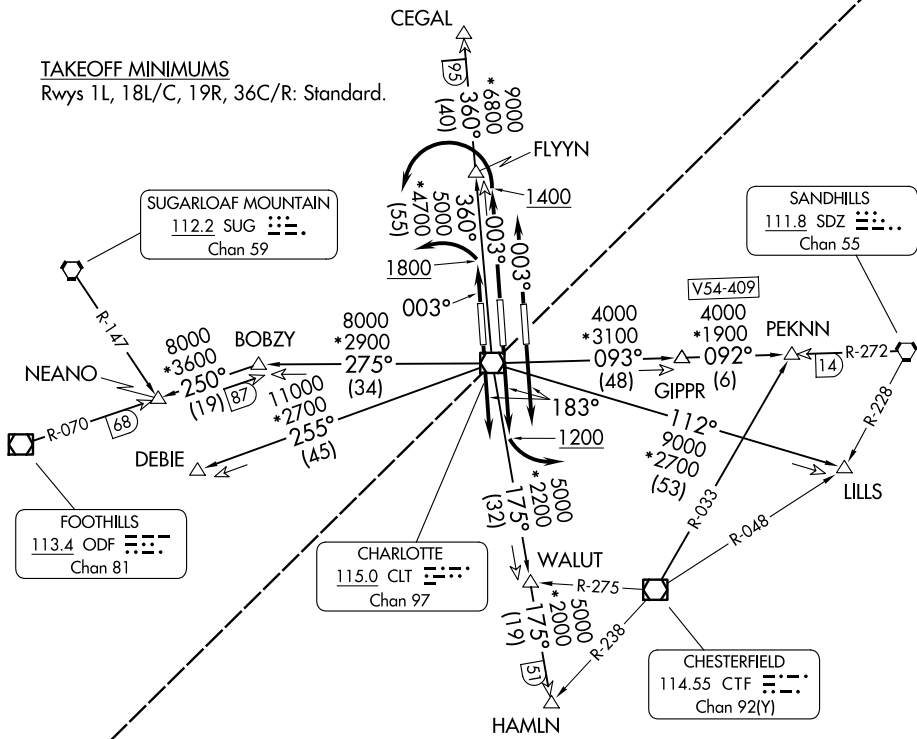 CEGAL
TAKEOFF MINIMUMS
Rwys 1L, 18L/C, 19R, 36C/R: Standard.
95
9000
*6800
360°
(40)
FLYYN
1400
5000
*4700
360°
(55)
003°
003°
1800
003°
SUGARLOAF MOUNTAIN
112.2 SUG
Chan 59
SANDHILLS
111.8 SDZ
Chan 55
R-147
NEANO
BOBZY
8000
*3600
250°
(19)
87
8000
*2900
275°
(34)
4000
*3100
093°
(48)
GIPPR
V54-409
4000
*1900
092°
(6)
PEKNN
14
R-272
R-228
R-070
68
DEBIE
11000
*2700
255°
(45)
183°
1200
112°
9000
*2700
(53)
LILLS
R-033
R-048
FOOTHILLS
113.4 ODF
Chan 81
CHARLOTTE
115.0 CLT
Chan 97
5000
*2200
175°
(32)
WALUT
R-275
5000
*2000
175°
(19)
51
R-238
HAMLN
CHESTERFIELD
114.55 CTF
Chan 92(Y)